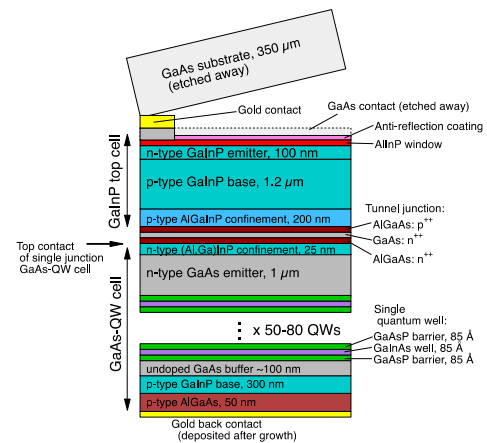 GaAs substrate, 350 µm
(etched away)
Gold contact
GaAs contact (etched away)
Anti-reflection coating
AlInP window
n-type GaInP emitter, 100 nm
p-type GaInP base, 1.2 µm
GaInP top cell
p-type AlGaInP confinement, 200 nm
Tunnel junction:
AlGaAs: p++
GaAs: n++
AlGaAs: n++
Top contact
of single junction
GaAs-QW cell
n-type (Al,Ga)InP confinement, 25 nm
n-type GaAs emitter, 1 µm
GaAs-QW cell
x 50-80 QWs
Single
quantum well:
GaAsP barrier, 85 Å
GaInAs well, 85 Å
GaAsP barrier, 85 Å
undoped GaAs buffer ~100 nm
p-type GaInP base, 300 nm
p-type AlGaAs, 50 nm
Gold back contact
(deposited after growth)